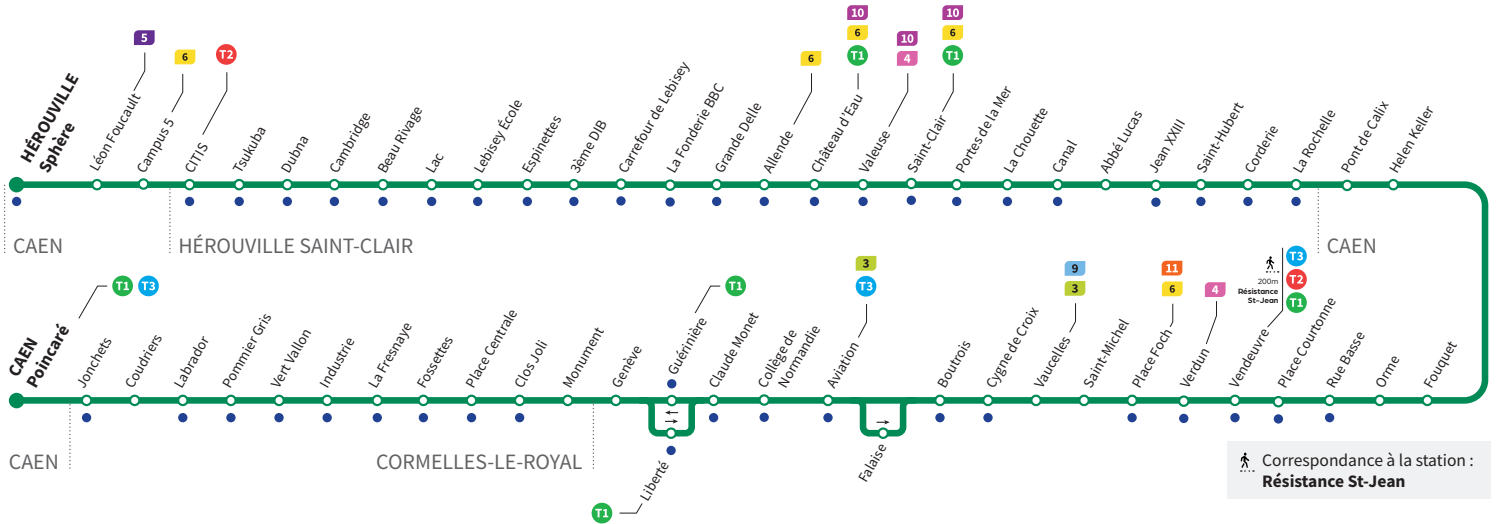 5
6
T2
6
10
6
T1
10
4
10
6
T1
HÉROUVILLE
Sphère
Léon Foucault
Campus 5
CITIS
Tsukuba
Dubna
Cambridge
Beau Rivage
Lac
Lebisey École
Espinettes
3ème DIB
Carrefour de Lebisey
La Fonderie BBC
Grande Delle
Allende
Château d'Eau
Valeuse
Saint-Clair
Portes de la Mer
La Chouette
Canal
Abbé Lucas
Jean XXIII
Saint-Hubert
Corderie
La Rochelle
Pont de Calix
Helen Keller
CAEN
HÉROUVILLE SAINT-CLAIR
CAEN
T1
T3
T1
3
T3
9
3
11
6
4
200m
Résistance
St-Jean
T3
T2
T1
CAEN
Poincaré
Jonchets
Coudriers
Labrador
Pommier Gris
Vert Vallon
Industrie
La Fresnaye
Fossettes
Place Centrale
Clos Joli
Monument
Genève
Guérinière
Claude Monet
Collège de
Normandie
Aviation
Boutrois
Cygne de Croix
Vaucelles
Saint-Michel
Place Foch
Verdun
Vendeuvre
Place Courtonne
Rue Basse
Orme
Fouquet
CAEN
CORMELLES-LE-ROYAL
Liberté
T1
Falaise
Correspondance à la station :
Résistance St-Jean